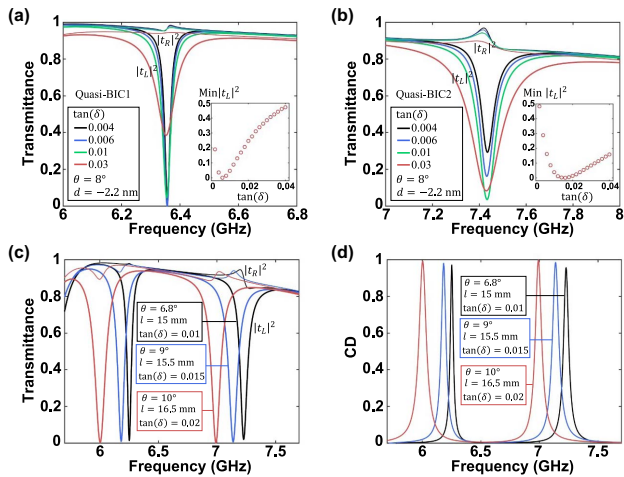 (a)
Transmittance
1
0.8
0.6
0.4
0.2
0
|t_R|^2
|t_L|^2
Quasi-BIC1
tan(δ)
0.004
0.006
0.01
0.03
θ = 8°
d = −2.2 nm
Min|t_L|^2
0.5
0.4
0.3
0.2
0.1
0
0 0.02 0.04
tan(δ)
6 6.2 6.4 6.6 6.8
Frequency (GHz)
(b)
Transmittance
1
0.8
0.6
0.4
0.2
0
|t_R|^2
|t_L|^2
Quasi-BIC2
tan(δ)
0.004
0.006
0.01
0.03
θ = 8°
d = −2.2 nm
Min |t_L|^2
0.5
0.4
0.3
0.2
0.1
0
0 0.02 0.04
tan(δ)
7 7.2 7.4 7.6 7.8 8
Frequency (GHz)
(c)
Transmittance
1
0.8
0.6
0.4
0.2
0
|t_R|^2
|t_L|^2
θ = 6.8°
l = 15 mm
tan(δ) = 0.01
θ = 9°
l = 15.5 mm
tan(δ) = 0.015
θ = 10°
l = 16.5 mm
tan(δ) = 0.02
6 6.5 7 7.5
Frequency (GHz)
(d)
CD
1
0.8
0.6
0.4
0.2
0
θ = 6.8°
l = 15 mm
tan(δ) = 0.01
θ = 9°
l = 15.5 mm
tan(δ) = 0.015
θ = 10°
l = 16.5 mm
tan(δ) = 0.02
6 6.5 7 7.5
Frequency (GHz)